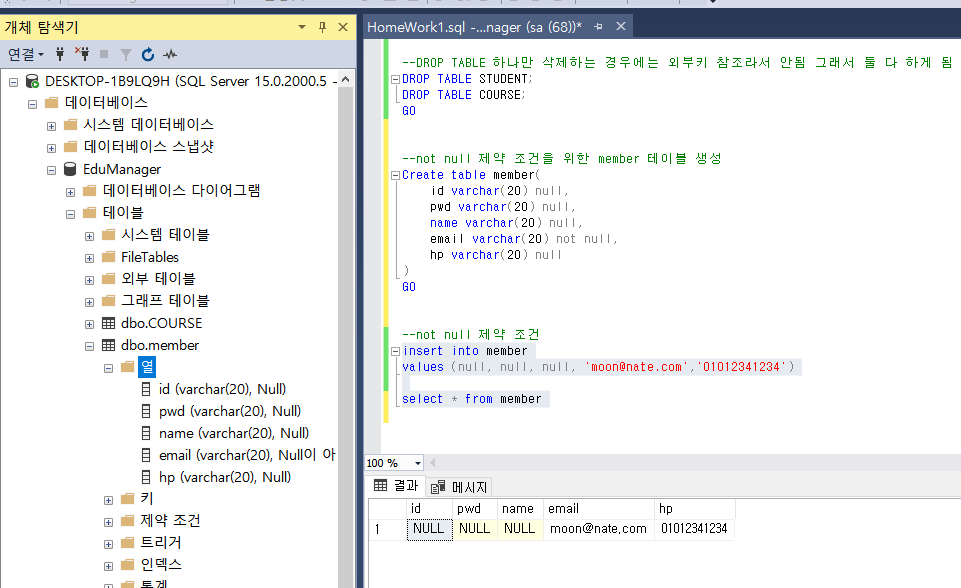 개체 탐색기
연결
DESKTOP-1B9LQ9H (SQL Server 15.0.2000.5 -
데이터베이스
시스템 데이터베이스
데이터베이스 스냅샷
EduManager
데이터베이스 다이어그램
테이블
시스템 테이블
FileTables
외부 테이블
그래프 테이블
dbo.COURSE
dbo.member
열
id (varchar(20), Null)
pwd (varchar(20), Null)
name (varchar(20), Null)
email (varchar(20), Null이 아
hp (varchar(20), Null)
키
제약 조건
트리거
인덱스
통계
HomeWork1.sql -...nager (sa (68))*
--DROP TABLE 하나만 삭제하는 경우에는 외부키 참조라서 안됨 그래서 둘 다 하게 됨
DROP TABLE STUDENT;
DROP TABLE COURSE;
GO
--not null 제약 조건을 위한 member 테이블 생성
Create table member(
id varchar(20) null,
pwd varchar(20) null,
name varchar(20) null,
email varchar(20) not null,
hp varchar(20) null
)
GO
--not null 제약 조건
insert into member
values (null, null, null, 'moon@nate.com','01012341234')
select * from member
100 %
결과 메시지
id pwd name email hp
1 NULL NULL NULL moon@nate.com 01012341234